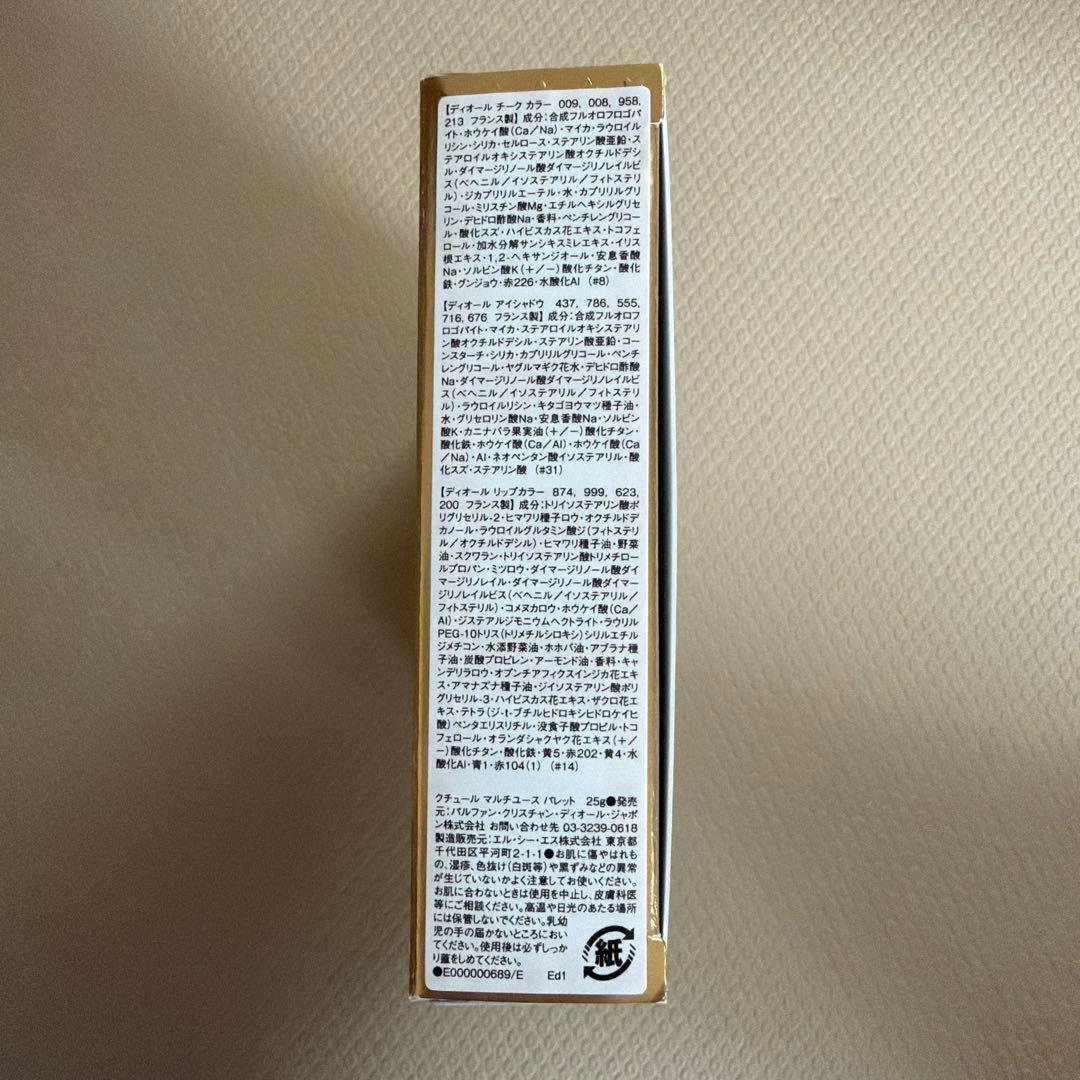 【ディオール チーク カラー 009, 008, 958,
213 フランス製】成分:合成フルオロフロゴパ
イト・ホウケイ酸(Ca/Na)・マイカ・ラウロイル
リシン・シリカ・セルロース・ステアリン酸亜鉛・ス
テアロイルオキシステアリン酸オクチルドデシ
ル・ダイマージリノール酸ダイマージリノレイルビ
ス(ベヘニル/イソステアリル/フィトステリ
ル)・ジカプリリルエーテル・水・カプリリルグリ
コール・ミリスチン酸Mg・エチルヘキシルグリセ
リン・デヒドロ酢酸Na・香料・ペンチレングリコー
ル・酸化スズ・ハイビスカス花エキス・トコフェ
ロール・加水分解サンシキスミレエキス・イリス
根エキス・1,2-ヘキサンジオール・安息香酸
Na・ソルビン酸K(+/-)酸化チタン・酸化
鉄・グンジョウ・赤226・水酸化Al (#8)
【ディオール アイシャドウ 437, 786, 555,
716, 676 フランス製】成分:合成フルオロフ
ロゴパイト・マイカ・ステアロイルオキシステアリ
ン酸オクチルドデシル・ステアリン酸亜鉛・コー
ンスターチ・シリカ・カプリリルグリコール・ペンチ
レングリコール・ヤグルマギク花水・デヒドロ酢酸
Na・ダイマージリノール酸ダイマージリノレイルビ
ス(ベヘニル/イソステアリル/フィトステリ
ル)・ラウロイルリシン・キタゴヨウマツ種子油・
水・グリセロリン酸Na・安息香酸Na・ソルビン
酸K・カニナバラ果実油(+/-)酸化チタン・
酸化鉄・ホウケイ酸(Ca/Al)・ホウケイ酸(Ca
/Na)・Al・ネオペンタン酸イソステアリル・酸
化スズ・ステアリン酸 (#31)
【ディオール リップカラー 874, 999, 623,
200 フランス製】成分:トリイソステアリン酸ポ
リグリセリル-2・ヒマワリ種子ロウ・オクチルドデ
カノール・ラウロイルグルタミン酸ジ(フィトステリ
ル/オクチルドデシル)・ヒマワリ種子油・野菜
油・スクワラン・トリイソステアリン酸トリメチロー
ルプロパン・ミツロウ・ダイマージリノール酸ダイ
マージリノレイル・ダイマージリノール酸ダイマー
ジリノレイルビス(ベヘニル/イソステアリル/
フィトステリル)・コメヌカロウ・ホウケイ酸(Ca/
Al)・ジステアルジモニウムヘクトライト・ラウリル
PEG-10トリス(トリメチルシロキシ)シリルエチル
ジメチコン・水添野菜油・ホホバ油・アブラナ種
子油・炭酸プロピレン・アーモンド油・香料・キャン
デリラロウ・オプンチアフィクスインジカ花エキ
ス・アマナズナ種子油・ジイソステアリン酸ポリ
グリセリル-3・ハイビスカス花エキス・ザクロ花エ
キス・テトラ(ジ-t-ブチルヒドロキシヒドロケイヒ
酸)ペンタエリスリチル・没食子酸プロピル・トコ
フェロール・オランダシャクヤク花エキス(+/
-)酸化チタン・酸化鉄・黄5・赤202・黄4・水
酸化Al・青1・赤104(1) (#14)
クチュール マルチユース パレット 25g●発売
元:パルファン・クリスチャン・ディオール・ジャポ
ン株式会社 お問い合わせ先 03-3239-0618
製造販売元:エル・シー・エス株式会社 東京都
千代田区平河町2-1-1●お肌に傷やはれも
の、湿疹、色抜け(白斑等)や黒ずみなどの異常
が生じていないかよく注意してお使いください。
お肌に合わないときは使用を中止し、皮膚科医
等にご相談ください。高温や日光のあたる場所
には保管しないでください。乳幼
児の手の届かないところにおい
てください。使用後は必ずしっか
り蓋をしめてください。
●E000000689/E Ed1
紙